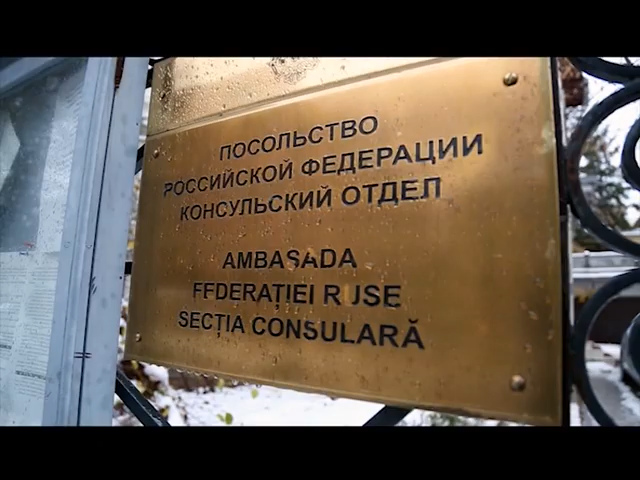 ПОСОЛЬСТВО
РОССИЙСКОЙ ФЕДЕРАЦИИ
КОНСУЛЬСКИЙ ОТДЕЛ
AMBASADA
FEDERAȚIEI RUSE
SECȚIA CONSULARĂ